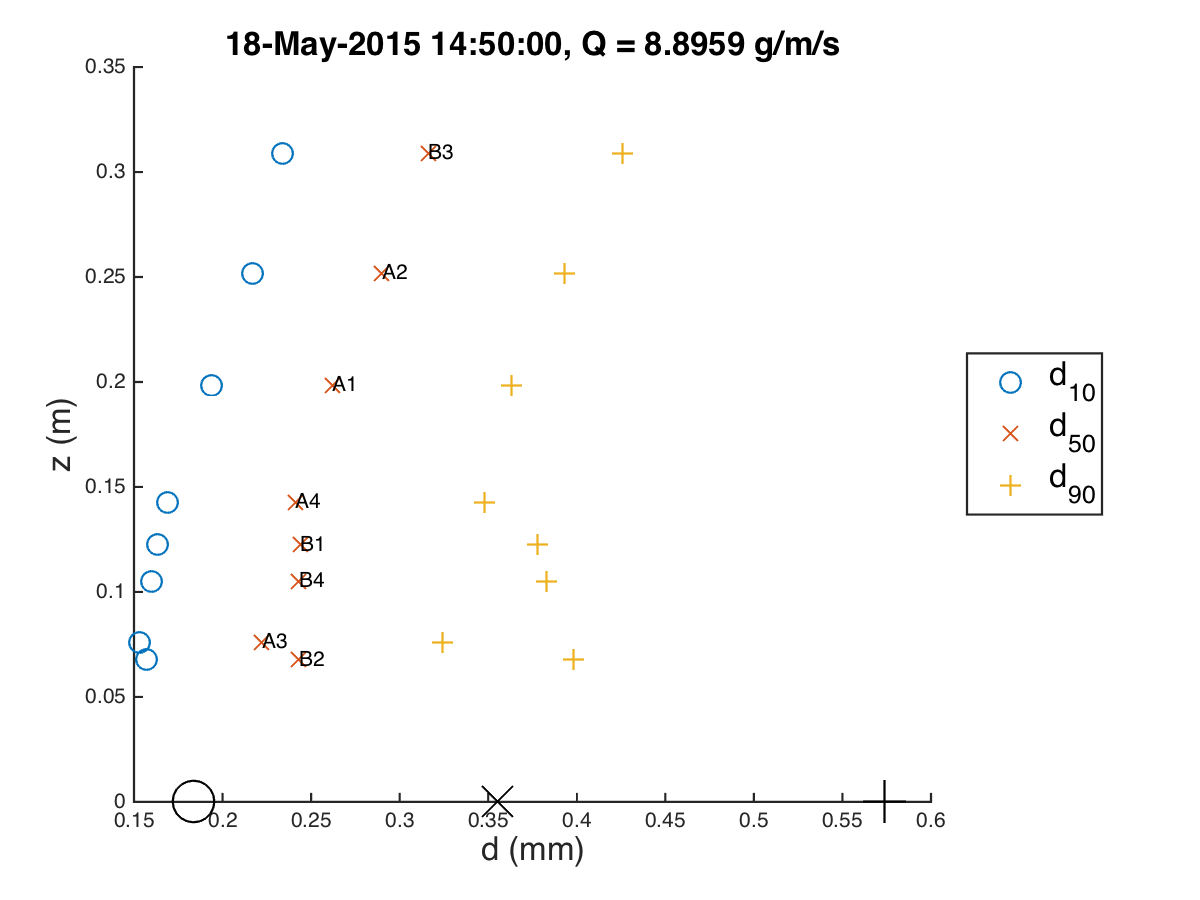 18-May-2015 14:50:00, Q = 8.8959 g/m/s
0.35
0.3
0.25
0.2
0.15
0.1
0.05
0
z (m)
B3
A2
A1
A4
B1
B4
A3
B2
0.15 0.2 0.25 0.3 0.35 0.4 0.45 0.5 0.55 0.6
d (mm)
d10
d50
d90